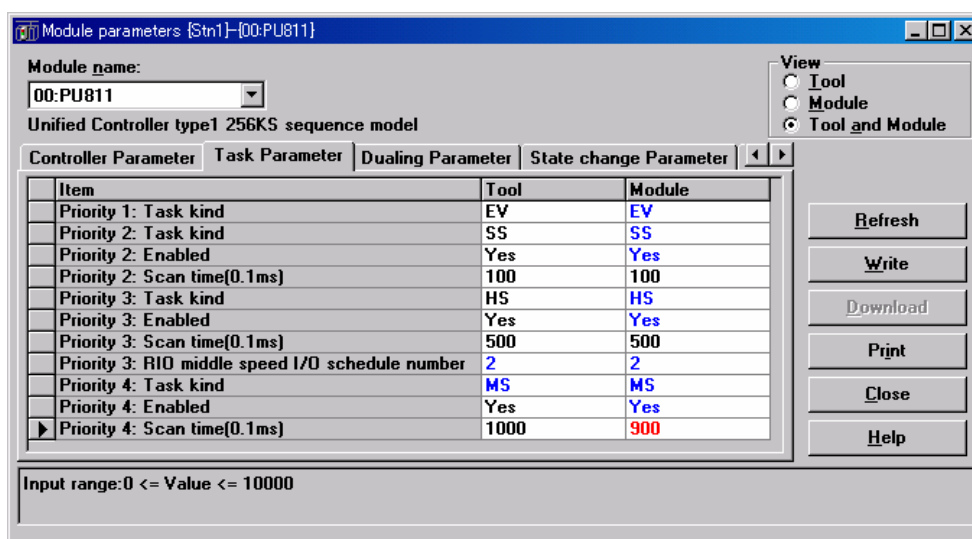 Module parameters {Stn1}-{00:PU811}
Module name:
View
00:PU811
Tool
Module
Unified Controller type1 256KS sequence model
Tool and Module
Controller Parameter Task Parameter Dualing Parameter State change Parameter
Item Tool Module
Priority 1: Task kind EV EV
Priority 2: Task kind SS SS
Priority 2: Enabled Yes Yes
Priority 2: Scan time(0.1ms) 100 100
Priority 3: Task kind HS HS
Priority 3: Enabled Yes Yes
Priority 3: Scan time(0.1ms) 500 500
Priority 3: RIO middle speed I/O schedule number 2 2
Priority 4: Task kind MS MS
Priority 4: Enabled Yes Yes
Priority 4: Scan time(0.1ms) 1000 900
Refresh
Write
Download
Print
Close
Help
Input range:0 <= Value <= 10000